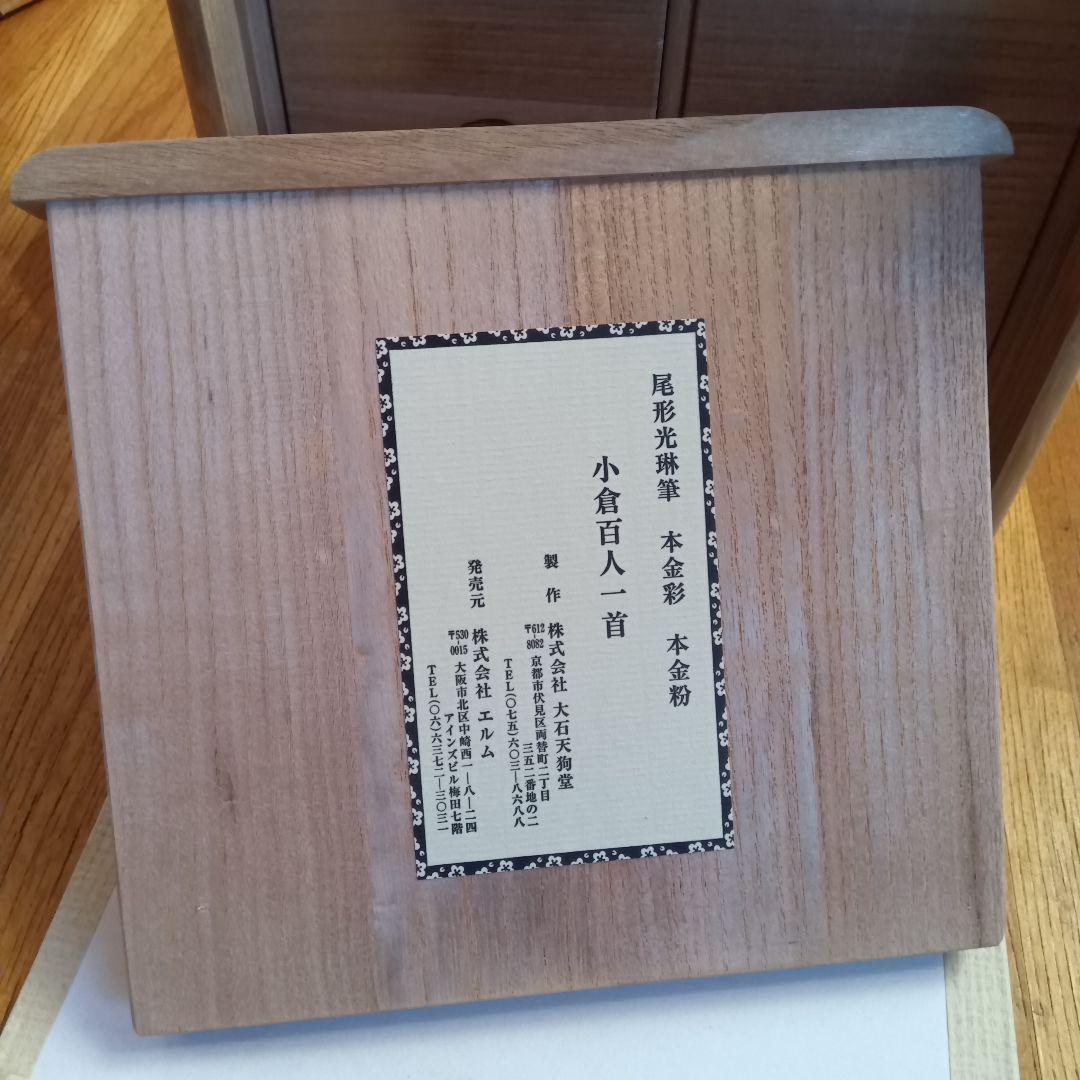 尾形光琳筆　本金彩　本金粉
小倉百人一首
製　作　株式会社 大石天狗堂
〒612-8082 京都市伏見区両替町二丁目
三五二番地の二
TEL(〇七五)六〇三―八六八八
発売元　株式会社 エルム
〒530-0015 大阪市北区中崎西一―八―二四
アインズビル梅田七階
TEL(〇六)六三七二―三〇三一